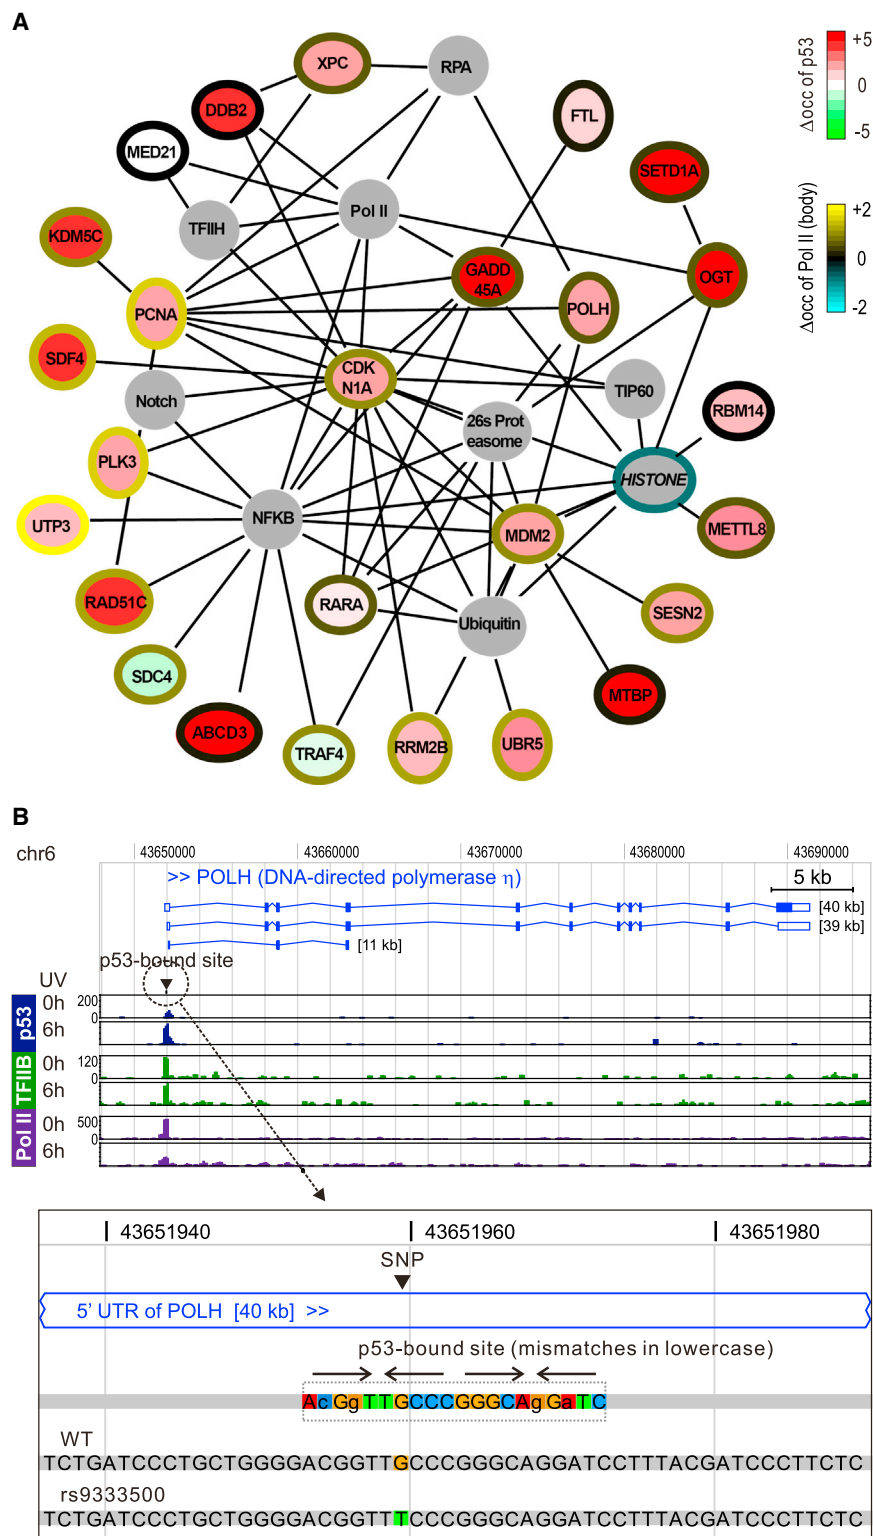 A
XPC
RPA
DDB2
FTL
MED21
SETD1A
TFIIH
Pol II
KDM5C
GADD
45A
OGT
PCNA
POLH
SDF4
CDK
N1A
TIP60
Notch
26s Prot
easome
RBM14
PLK3
HISTONE
UTP3
NFKB
MDM2
METTL8
RAD51C
RARA
Ubiquitin
SESN2
SDC4
MTBP
ABCD3
TRAF4
RRM2B
UBR5
Δocc of p53
+5
0
-5
Δocc of Pol II (body)
+2
0
-2
B
chr6
43650000 43660000 43670000 43680000 43690000
>> POLH (DNA-directed polymerase η)
5 kb
[40 kb]
[39 kb]
[11 kb]
p53-bound site
UV
p53
0h 200
0
6h
TFIIB
0h 120
0
6h
Pol II
0h 500
0
6h
43651940 43651960 43651980
SNP
5' UTR of POLH [40 kb] >>
p53-bound site (mismatches in lowercase)
AcGgTTGCCCGGGCAgGaTC
WT
TCTGATCCCTGCTGGGGACGGTTGCCCGGGCAGGATCCTTTACGATCCCTTCTC
rs9333500
TCTGATCCCTGCTGGGGACGGTTTCCCGGGCAGGATCCTTTACGATCCCTTCTC